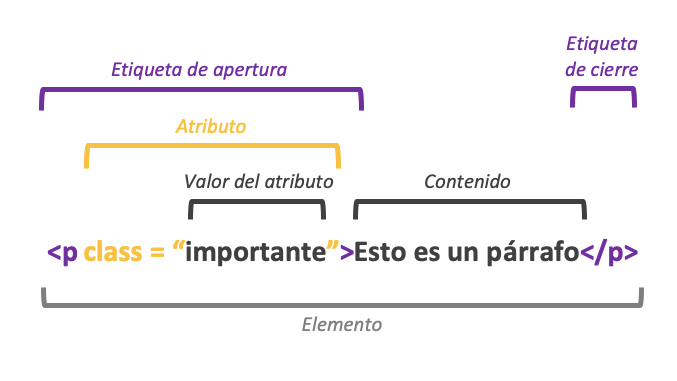 Etiqueta
de cierre
Etiqueta de apertura
Atributo
Valor del atributo
Contenido
<p class = “importante”>Esto es un párrafo</p>
Elemento